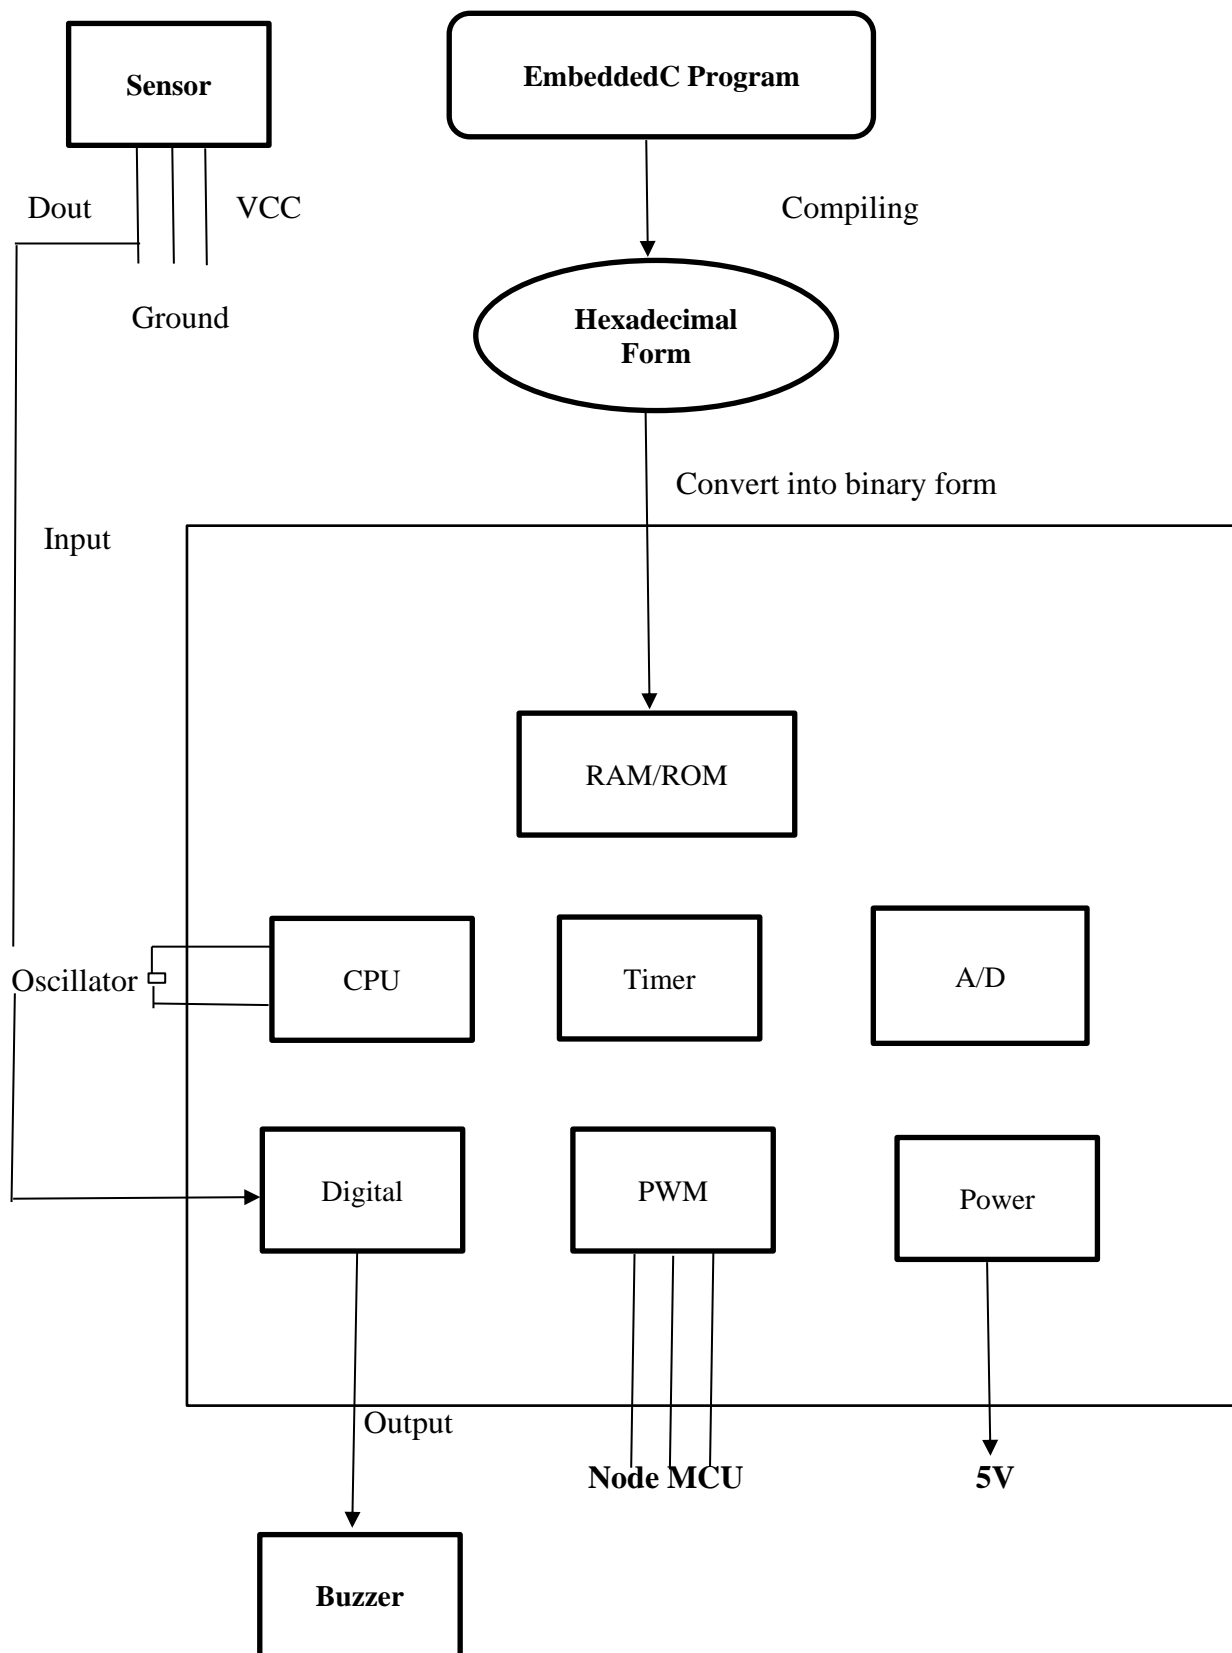 Sensor
EmbeddedC Program
Dout
VCC
Compiling
Ground
Hexadecimal
Form
Convert into binary form
Input
RAM/ROM
Oscillator
CPU
Timer
A/D
Digital
PWM
Power
Output
Node MCU
5V
Buzzer